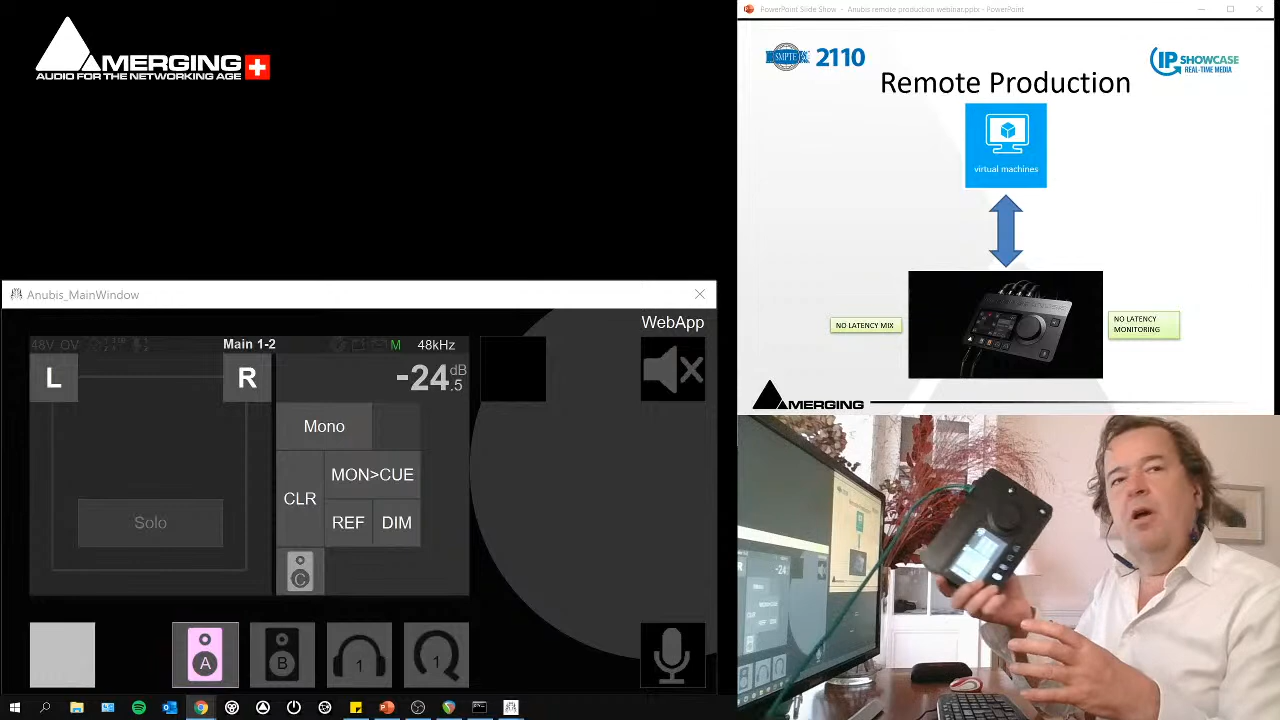 MERGING
AUDIO FOR THE NETWORKING AGE
PowerPoint Slide Show - Anubis remote production webinar.pptx - PowerPoint
SMPTE 2110
IP SHOWCASE
REAL-TIME MEDIA
Remote Production
virtual machines
NO LATENCY MIX
NO LATENCY
MONITORING
MERGING
Anubis_MainWindow
WebApp
48V
Main 1-2
M
48kHz
L
R
-24.5 dB
Mono
MON>CUE
CLR
Solo
REF
DIM
C
A
B
1
1